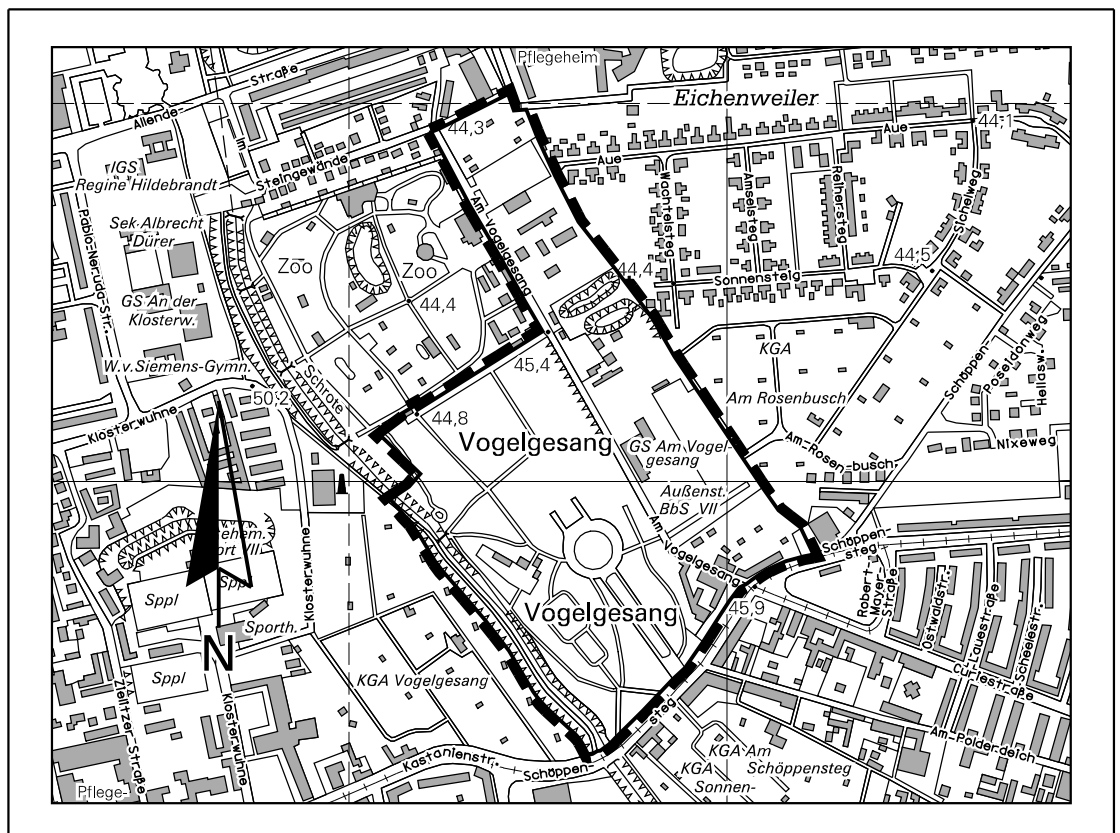 Pflegeheim
Straße
Allende-
Im
Eichenweiler
44,3
44,1
Aue
Aue
Steingewände
IGS
Regine Hildebrandt
Pablo-Neruda-Str.
Sek Albrecht
Dürer
Am Vogelgesang
Wachtelsteg
Amselsteg
Reihersteg
Sichelweg
Zoo
Zoo
44,4
44,5
Sonnensteig
44,4
GS An der
Klosterw.
Schrote
45,4
KGA
Schöppen-
Poseidonweg
Hellasw.
W.v.Siemens-Gymn.
50,2
Klosterwuhne
44,8
Am Rosenbusch
Vogelgesang
GS Am Vogel-
gesang
Am-Rosen-busch
Nixeweg
Außenst.
BbS VII
Am Vogelgesang
Schöppen-
steg
ehem.
ort VII
Sppl
Sppl
Klosterwuhne
Robert-
Mayer-
Straße
Ostwaldstr.
Lauestraße
Scheelestr.
Vogelgesang
45,9
Sporth.
N
Curiestraße
Sppl
KGA Vogelgesang
Zielitzer-Straße
Klosterwuhne
steg
Am-Polderdeich
KGA Am
Schöppensteg
KGA
Sonnen-
Kastanienstr.
Schöppen-
Pflege-